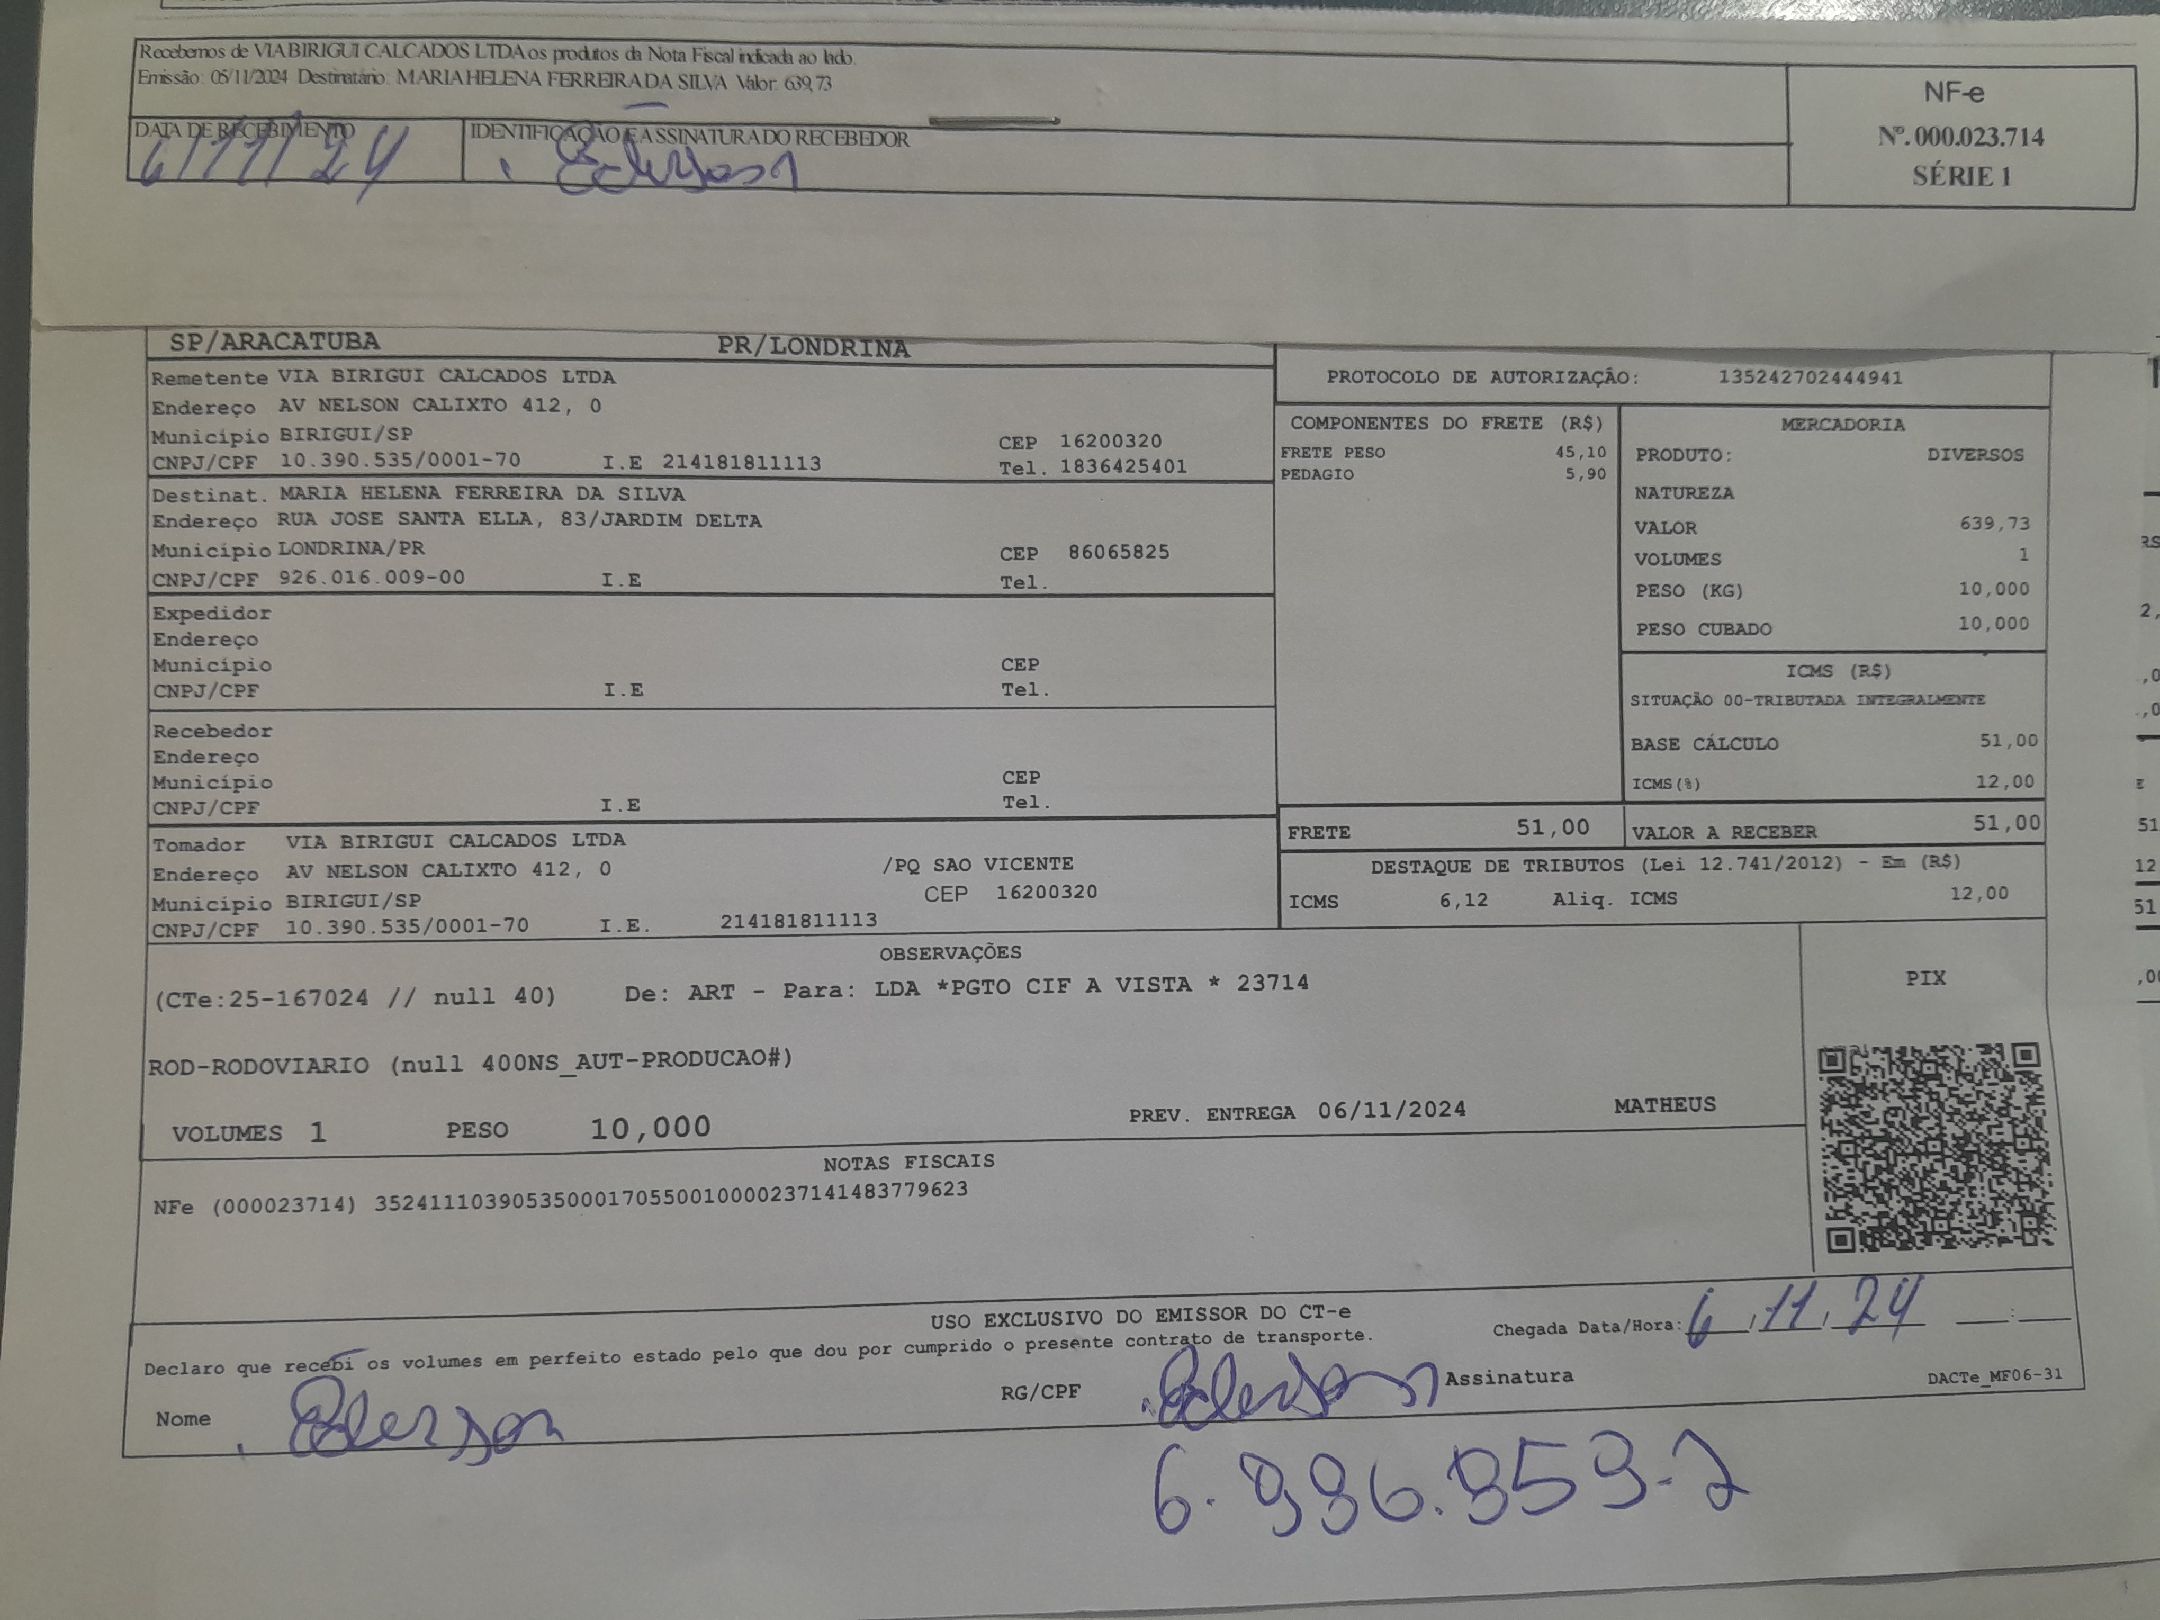 Recebemos de VIA BIRIGUI CALCADOS LTDA os produtos da Nota Fiscal indicada ao lado.
Emissão: 05/11/2024 Destinatário: MARIA HELENA FERREIRA DA SILVA Valor: 639,73
DATA DE RECEBIMENTO
6/11/24
IDENTIFICAÇÃO E ASSINATURA DO RECEBEDOR
Ederson
NF-e
Nº. 000.023.714
SÉRIE 1
SP/ARACATUBA PR/LONDRINA
Remetente VIA BIRIGUI CALCADOS LTDA
Endereço AV NELSON CALIXTO 412, 0
Município BIRIGUI/SP CEP 16200320
CNPJ/CPF 10.390.535/0001-70 I.E 214181811113 Tel. 1836425401
Destinat. MARIA HELENA FERREIRA DA SILVA
Endereço RUA JOSE SANTA ELLA, 83/JARDIM DELTA
Município LONDRINA/PR CEP 86065825
CNPJ/CPF 926.016.009-00 I.E Tel.
Expedidor
Endereço
Município CEP
CNPJ/CPF I.E Tel.
Recebedor
Endereço
Município CEP
CNPJ/CPF I.E Tel.
Tomador VIA BIRIGUI CALCADOS LTDA
Endereço AV NELSON CALIXTO 412, 0 /PQ SAO VICENTE
Município BIRIGUI/SP CEP 16200320
CNPJ/CPF 10.390.535/0001-70 I.E. 214181811113
PROTOCOLO DE AUTORIZAÇÃO: 135242702444941
COMPONENTES DO FRETE (R$)
FRETE PESO 45,10
PEDAGIO 5,90
MERCADORIA
PRODUTO: DIVERSOS
NATUREZA
VALOR 639,73
VOLUMES 1
PESO (KG) 10,000
PESO CUBADO 10,000
ICMS (R$)
SITUAÇÃO 00-TRIBUTADA INTEGRALMENTE
BASE CÁLCULO 51,00
ICMS(%) 12,00
FRETE 51,00 VALOR A RECEBER 51,00
DESTAQUE DE TRIBUTOS (Lei 12.741/2012) - Em (R$)
ICMS 6,12 Aliq. ICMS 12,00
OBSERVAÇÕES
(CTe:25-167024 // null 40) De: ART - Para: LDA *PGTO CIF A VISTA * 23714
ROD-RODOVIARIO (null 400NS_AUT-PRODUCAO#)
VOLUMES 1 PESO 10,000 PREV. ENTREGA 06/11/2024 MATHEUS
PIX
NOTAS FISCAIS
NFe (000023714) 35241110390535000170550010000237141483779623
USO EXCLUSIVO DO EMISSOR DO CT-e
Declaro que recebi os volumes em perfeito estado pelo que dou por cumprido o presente contrato de transporte.
Chegada Data/Hora: 6.11.24 :
Nome Ederson RG/CPF Ederson Assinatura
DACTe_MF06-31
6.996.959-2